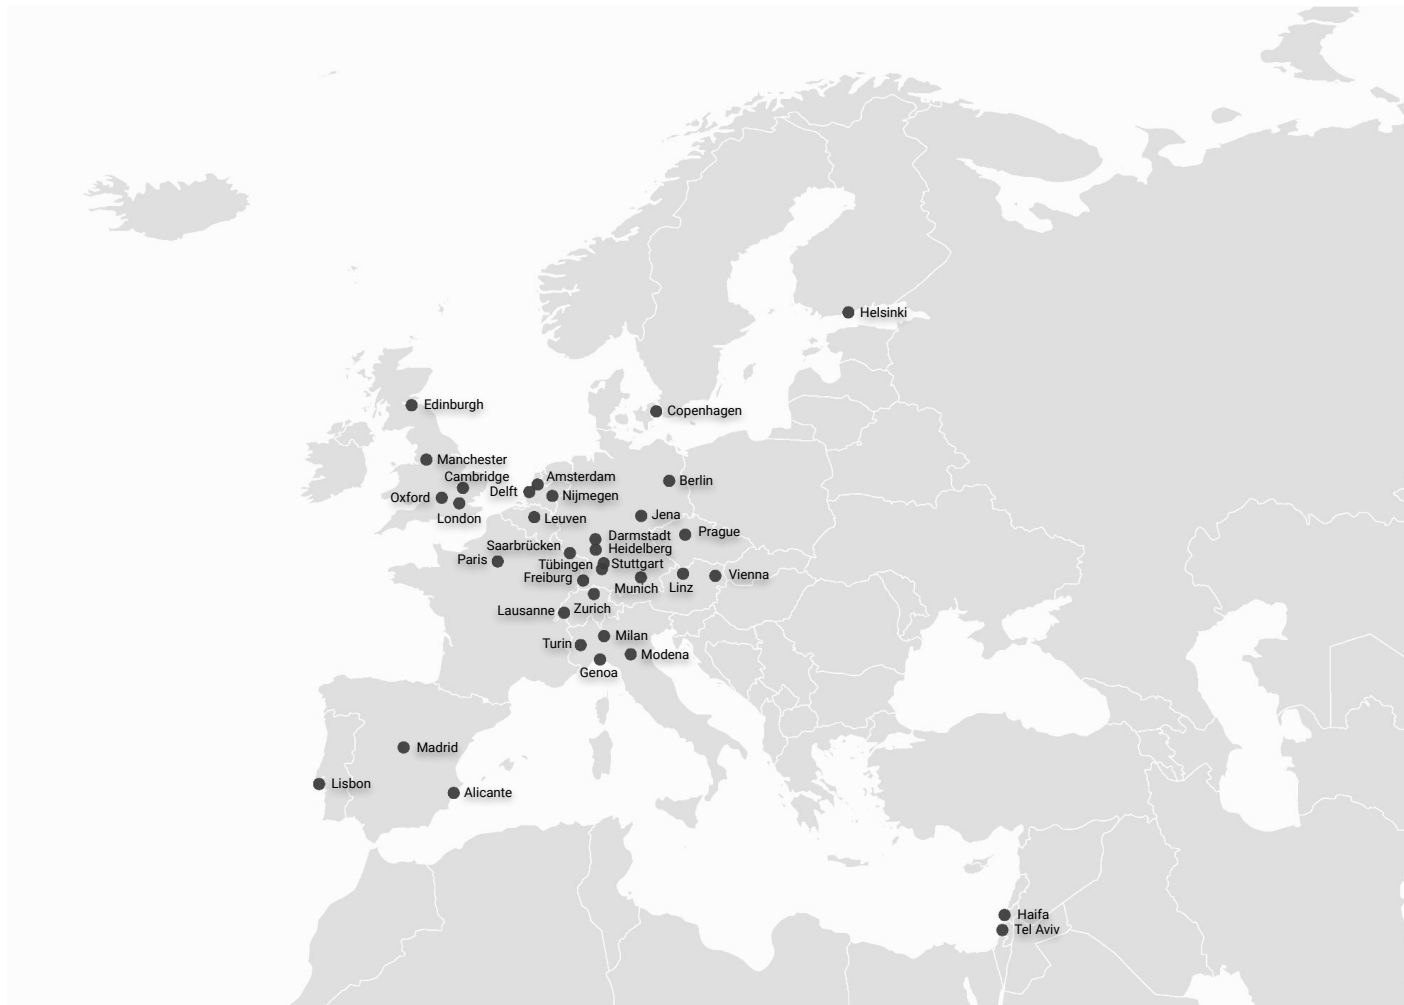 Helsinki
Edinburgh
Copenhagen
Manchester
Cambridge
Amsterdam
Berlin
Oxford
Delft
Nijmegen
London
Leuven
Jena
Darmstadt
Prague
Saarbrücken
Heidelberg
Paris
Tübingen
Stuttgart
Freiburg
Munich
Linz
Vienna
Lausanne
Zurich
Turin
Milan
Modena
Genoa
Madrid
Lisbon
Alicante
Haifa
Tel Aviv